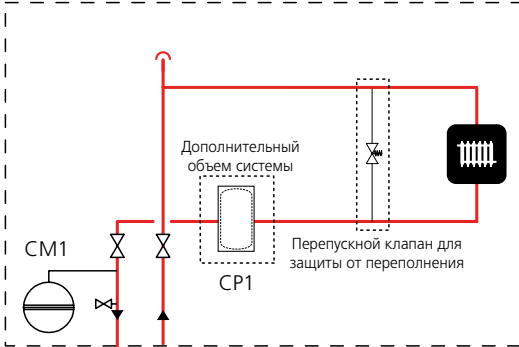 Дополнительный
объем системы
CM1
CP1
Перепускной клапан для
защиты от переполнения